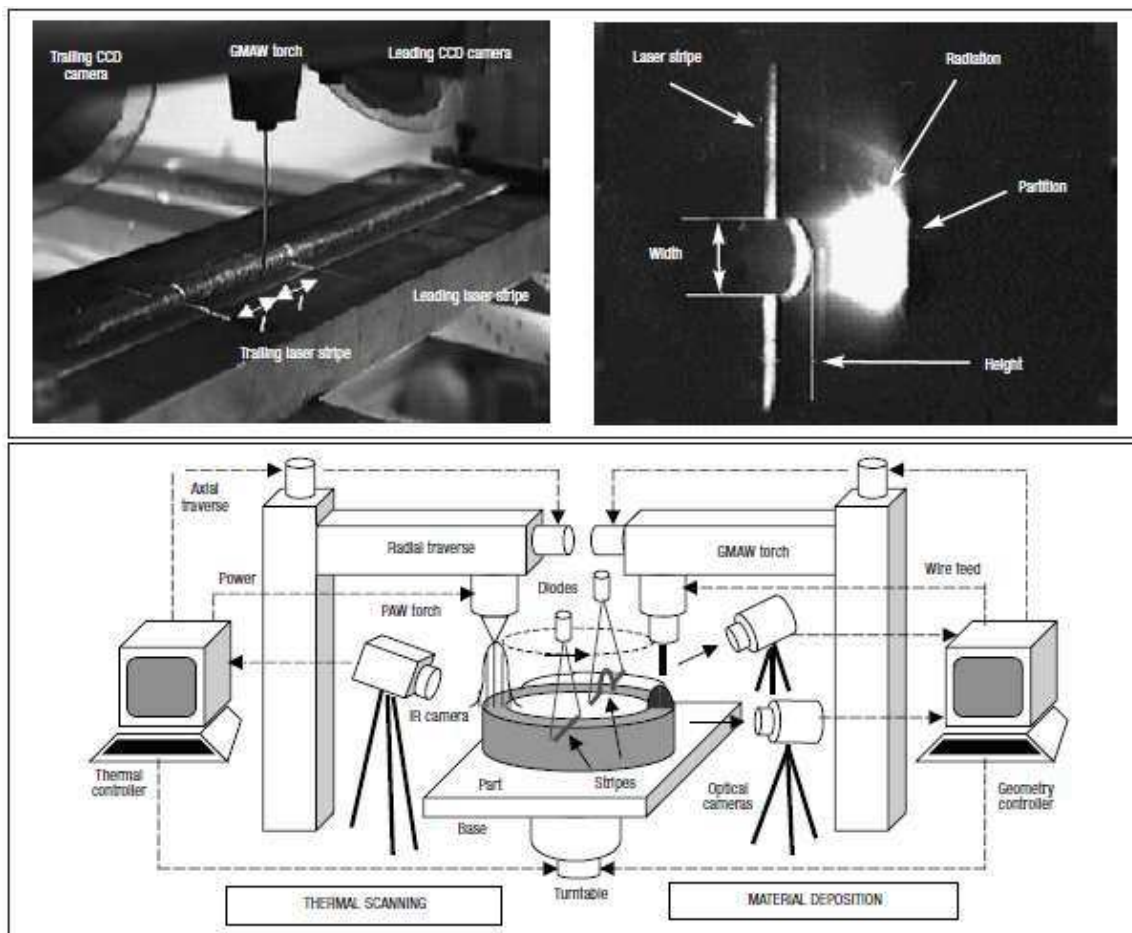 Trailing CCD
camera
GMAW torch
Leading CCD camera
Leading laser stripe
l
l
Trailing laser stripe
Laser stripe
Radiation
Partition
Width
Height
Axial
traverse
Radial traverse
GMAW torch
Power
Diodes
Wire feed
PAW torch
IR camera
Thermal
controller
Part
Stripes
Optical
cameras
Geometry
controller
Base
Turntable
THERMAL SCANNING
MATERIAL DEPOSITION